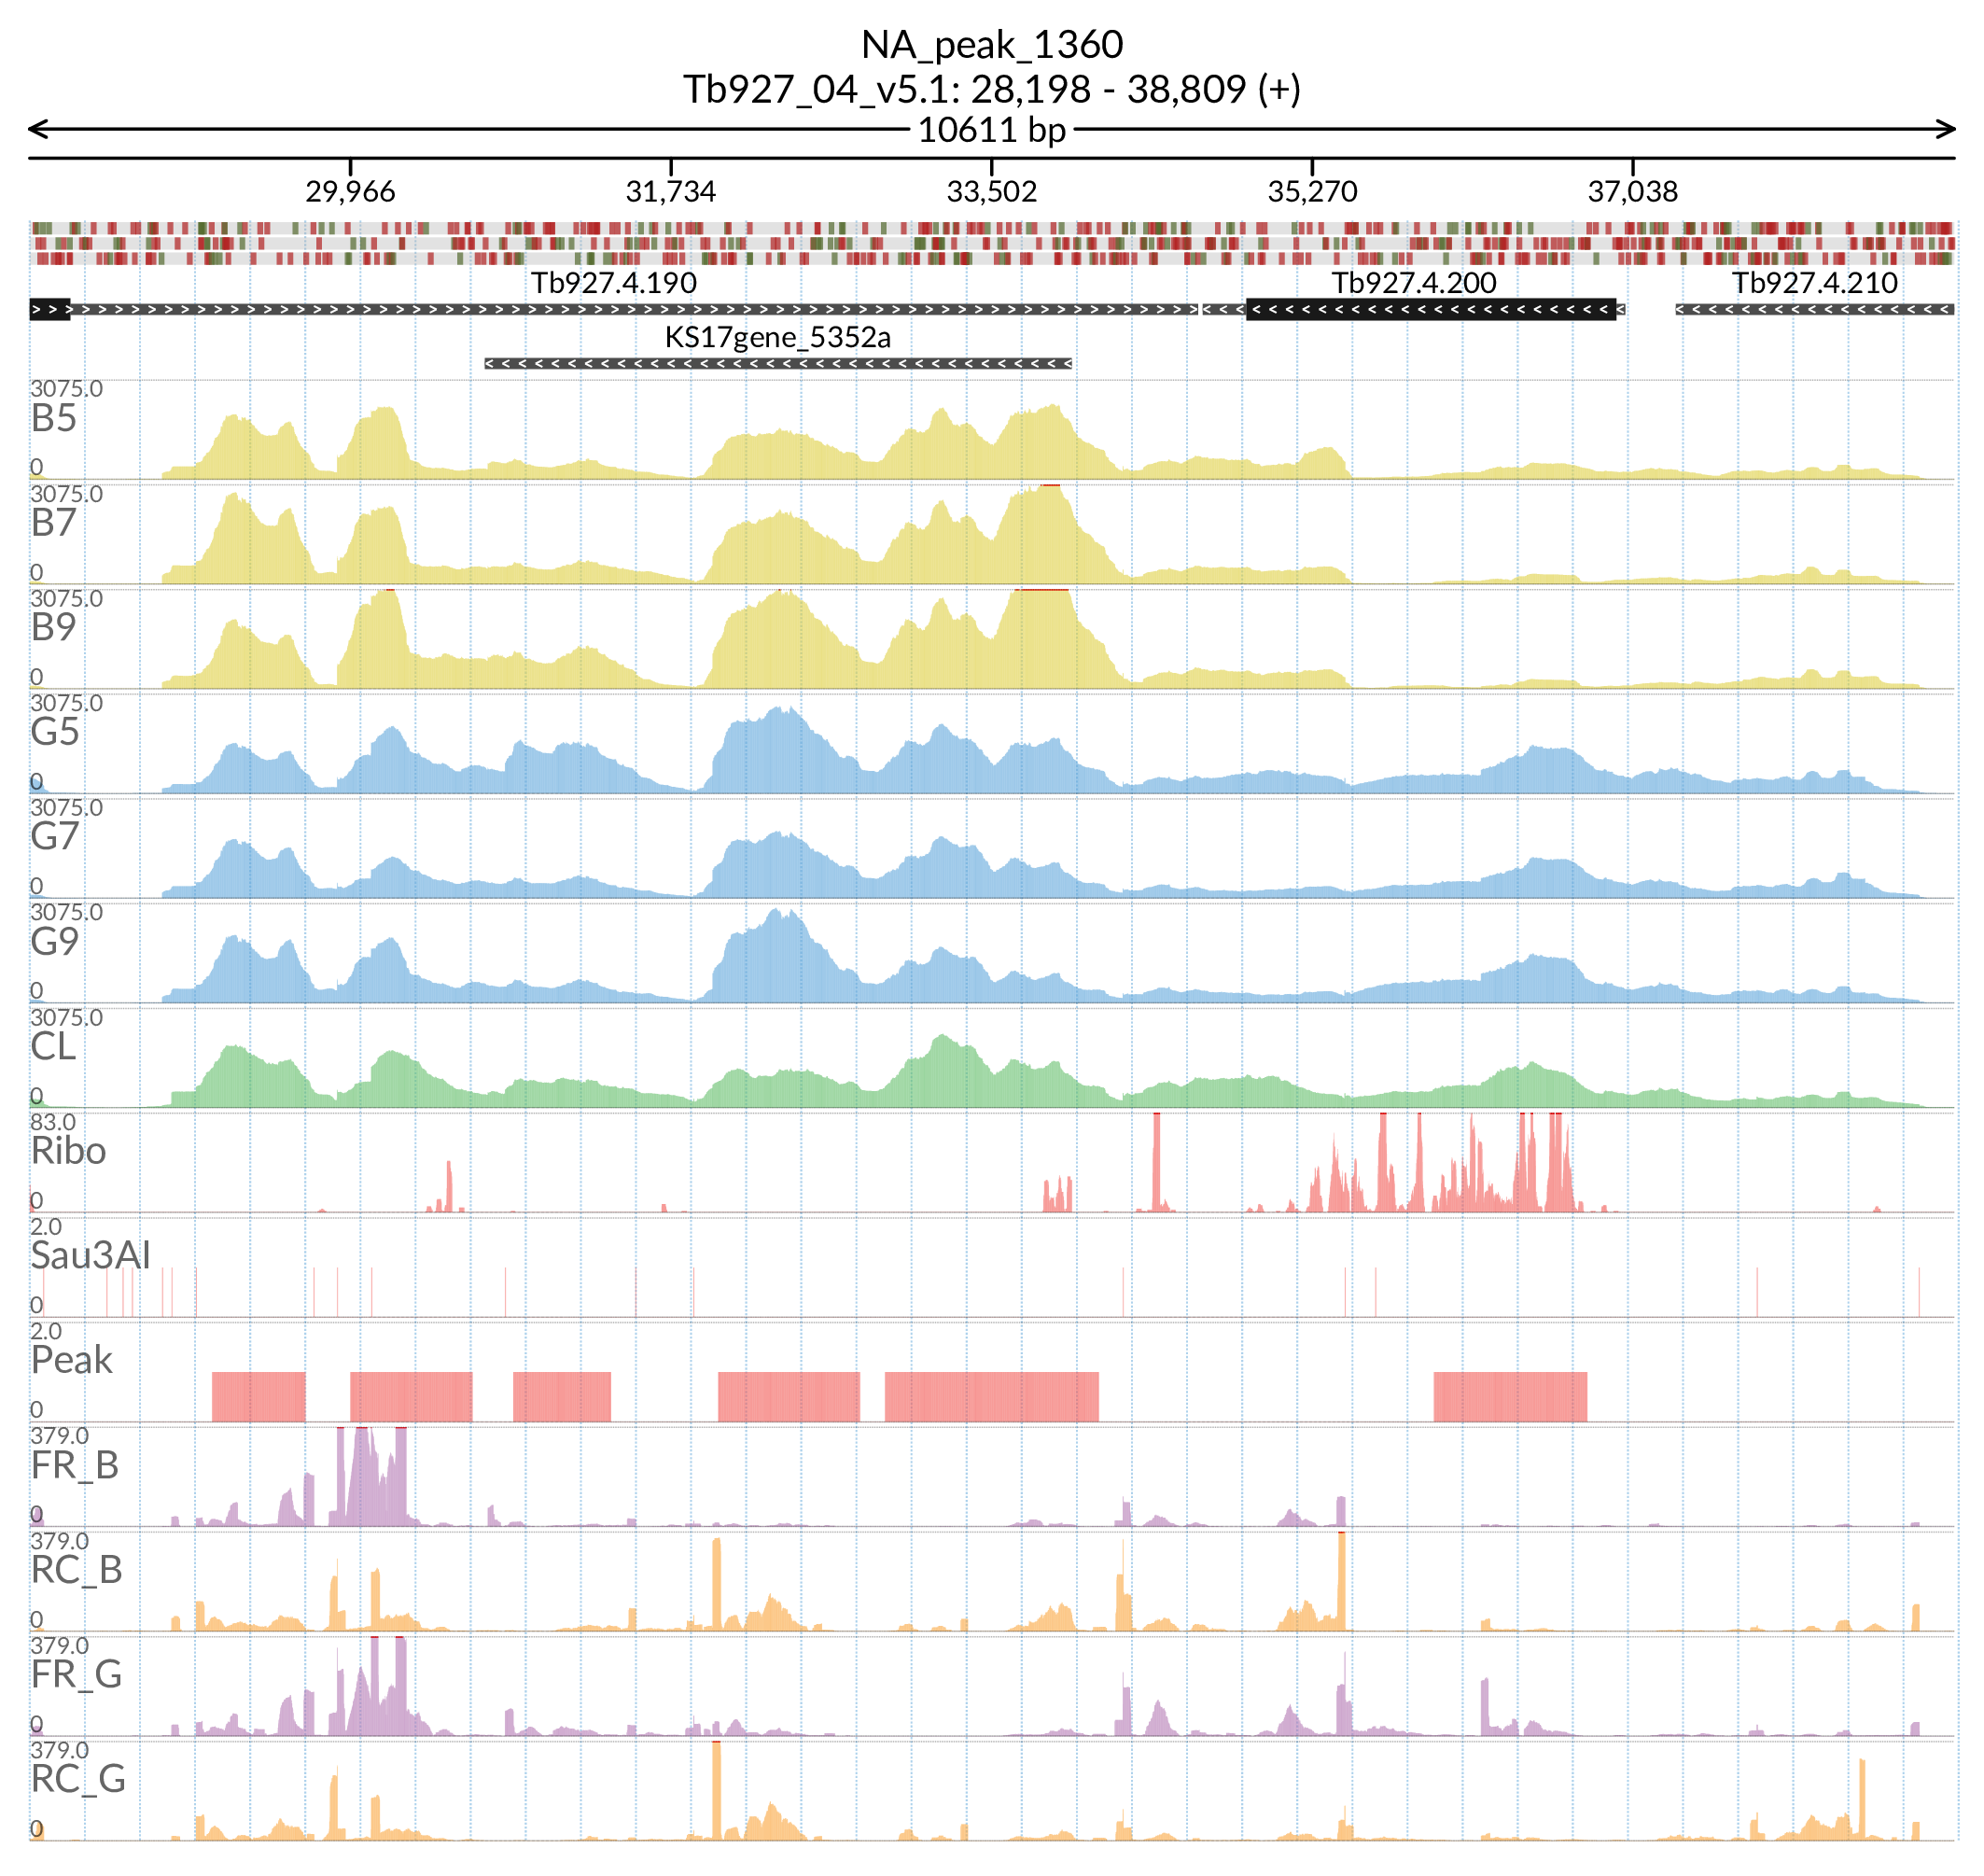 NA_peak_1360
Tb927_04_v5.1: 28,198 - 38,809 (+)
10611 bp
29,966 31,734 33,502 35,270 37,038
Tb927.4.190 Tb927.4.200 Tb927.4.210
KS17gene_5352a
3075.0
B5
0
3075.0
B7
0
3075.0
B9
0
3075.0
G5
0
3075.0
G7
0
3075.0
G9
0
3075.0
CL
0
83.0
Ribo
0
2.0
Sau3AI
0
2.0
Peak
0
379.0
FR_B
0
379.0
RC_B
0
379.0
FR_G
0
379.0
RC_G
0